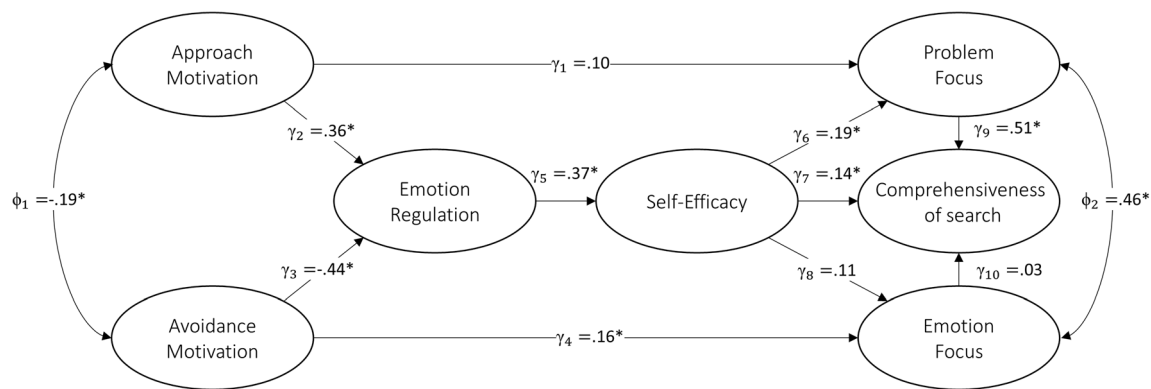 Approach
Motivation
γ₁ =.10
Problem
Focus
γ₂ =.36*
γ₆ =.19*
γ₉ =.51*
ϕ₁ =-.19*
Emotion
Regulation
γ₅ =.37*
Self-Efficacy
γ₇ =.14*
Comprehensiveness
of search
ϕ₂ =.46*
γ₃ =-.44*
γ₈ =.11
γ₁₀ =.03
Avoidance
Motivation
γ₄ =.16*
Emotion
Focus